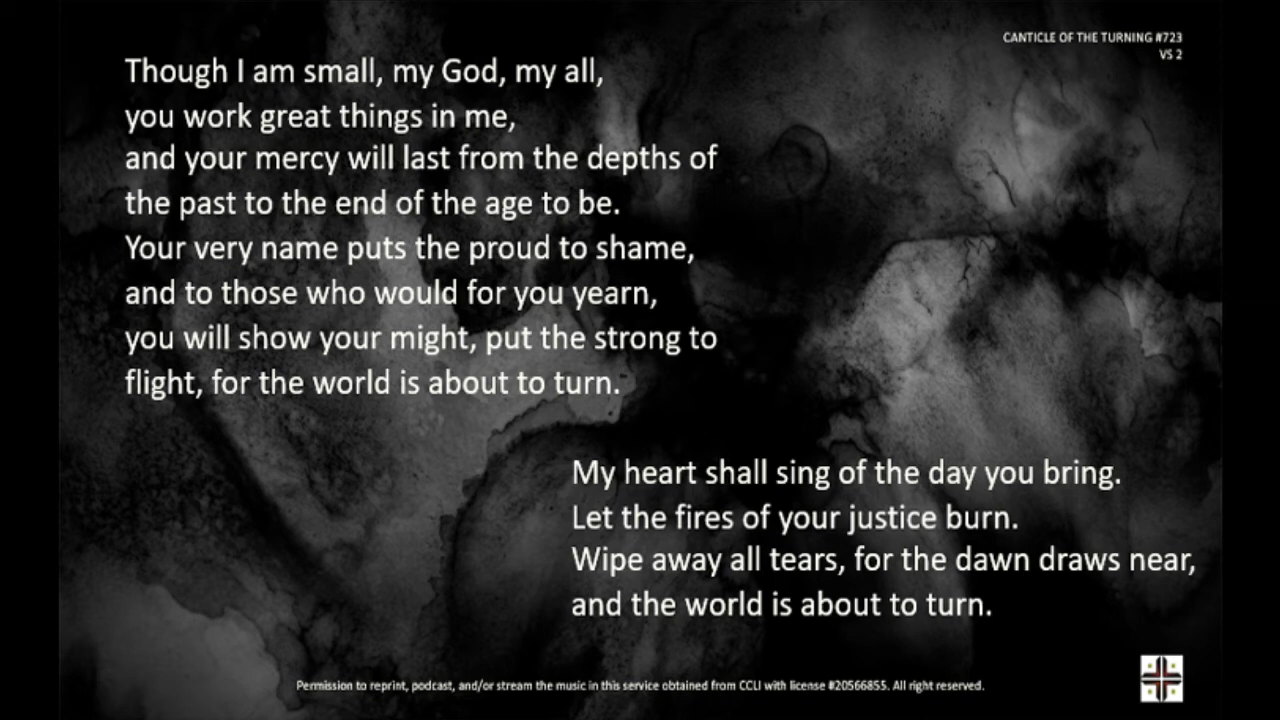 CANTICLE OF THE TURNING #723
VS 2
Though I am small, my God, my all,
you work great things in me,
and your mercy will last from the depths of
the past to the end of the age to be.
Your very name puts the proud to shame,
and to those who would for you yearn,
you will show your might, put the strong to
flight, for the world is about to turn.
My heart shall sing of the day you bring.
Let the fires of your justice burn.
Wipe away all tears, for the dawn draws near,
and the world is about to turn.
Permission to reprint, podcast, and/or stream the music in this service obtained from CCLI with license #20566855. All right reserved.